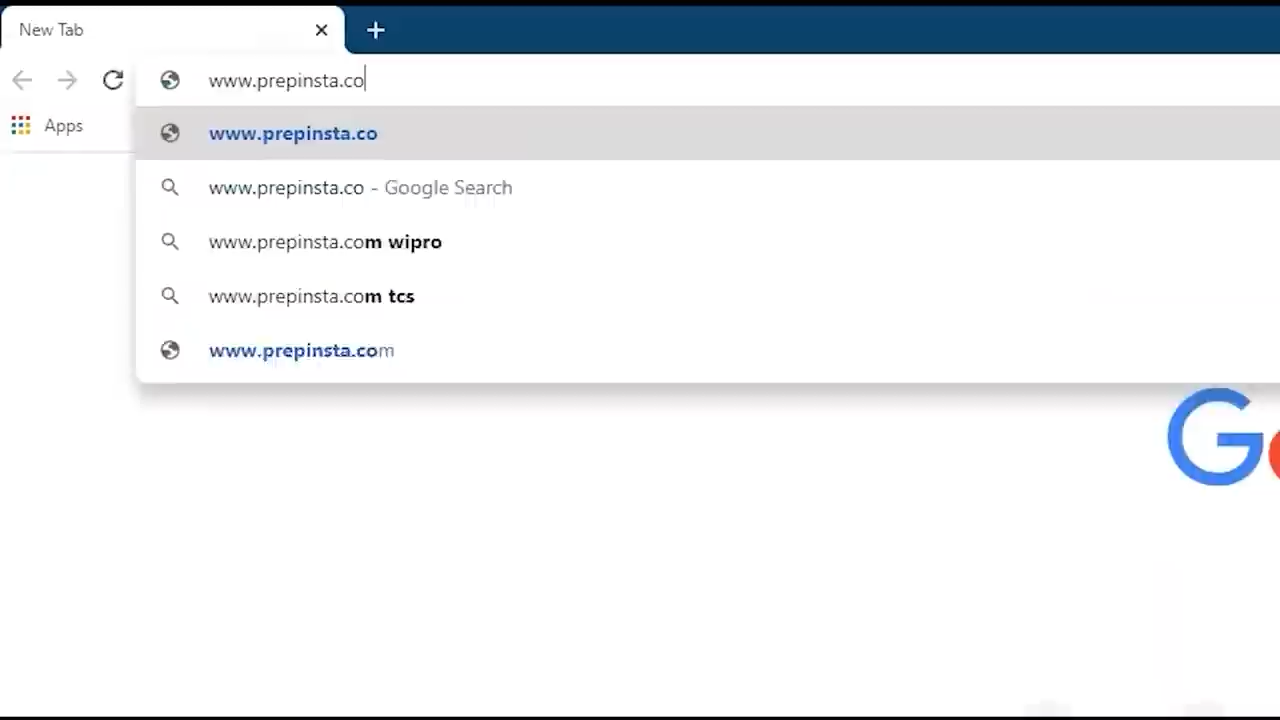 New Tab
www.prepinsta.co
Apps
www.prepinsta.co
www.prepinsta.co - Google Search
www.prepinsta.com wipro
www.prepinsta.com tcs
www.prepinsta.com
G